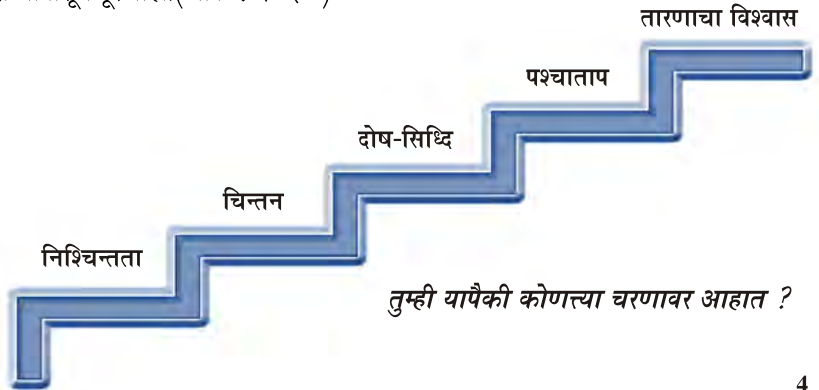 तारणाचा विश्वास
पश्चाताप
दोष-सिध्दि
चिन्तन
निश्चिन्तता
तुम्ही यापैकी कोणत्त्या चरणावर आहात ?
4